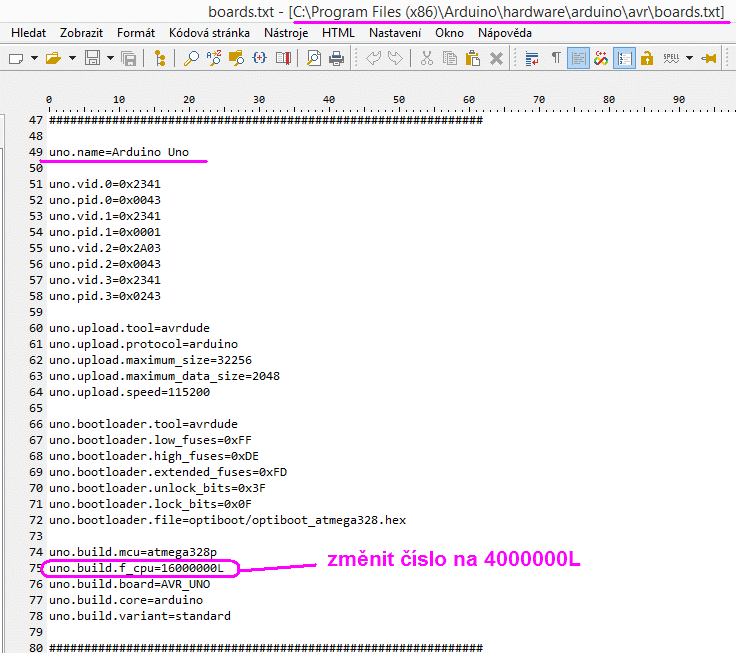 boards.txt - [C:\Program Files (x86)\Arduino\hardware\arduino\avr\boards.txt]
Hledat Zobrazit Formát Kódová stránka Nástroje HTML Nastavení Okno Nápověda
0 10 20 30 40 50 60 70 80 90
47 ##############################################################
48
49 uno.name=Arduino Uno
50
51 uno.vid.0=0x2341
52 uno.pid.0=0x0043
53 uno.vid.1=0x2341
54 uno.pid.1=0x0001
55 uno.vid.2=0x2A03
56 uno.pid.2=0x0043
57 uno.vid.3=0x2341
58 uno.pid.3=0x0243
59
60 uno.upload.tool=avrdude
61 uno.upload.protocol=arduino
62 uno.upload.maximum_size=32256
63 uno.upload.maximum_data_size=2048
64 uno.upload.speed=115200
65
66 uno.bootloader.tool=avrdude
67 uno.bootloader.low_fuses=0xFF
68 uno.bootloader.high_fuses=0xDE
69 uno.bootloader.extended_fuses=0xFD
70 uno.bootloader.unlock_bits=0x3F
71 uno.bootloader.lock_bits=0x0F
72 uno.bootloader.file=optiboot/optiboot_atmega328.hex
73
74 uno.build.mcu=atmega328p
75 uno.build.f_cpu=16000000L změnit číslo na 4000000L
76 uno.build.board=AVR_UNO
77 uno.build.core=arduino
78 uno.build.variant=standard
79
80 ##############################################################